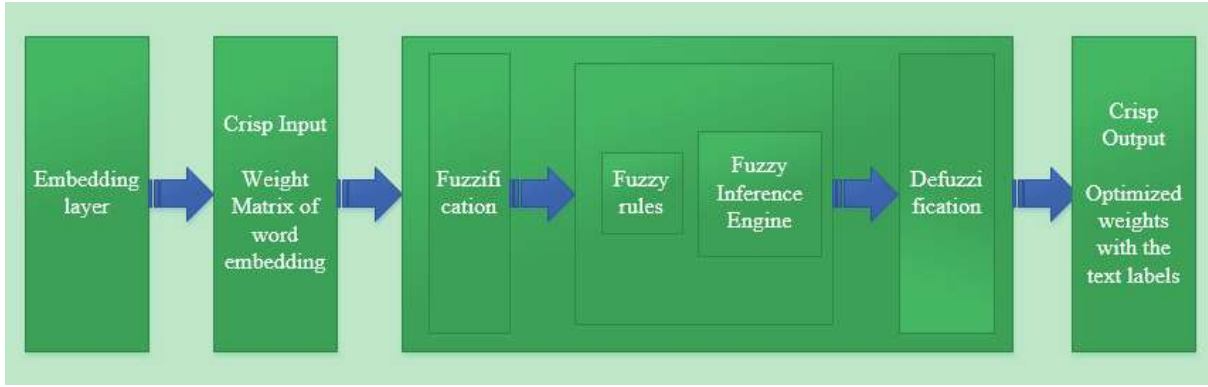 Embedding
layer
Crisp Input
Weight
Matrix of
word
embedding
Fuzzifi
cation
Fuzzy
rules
Fuzzy
Inference
Engine
Defuzzi
fication
Crisp
Output
Optimized
weights
with the
text labels